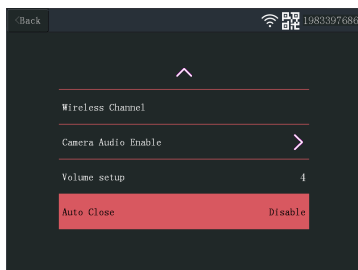 <Back
1983397686
Wireless Channel
Camera Audio Enable
Volume setup 4
Auto Close Disable